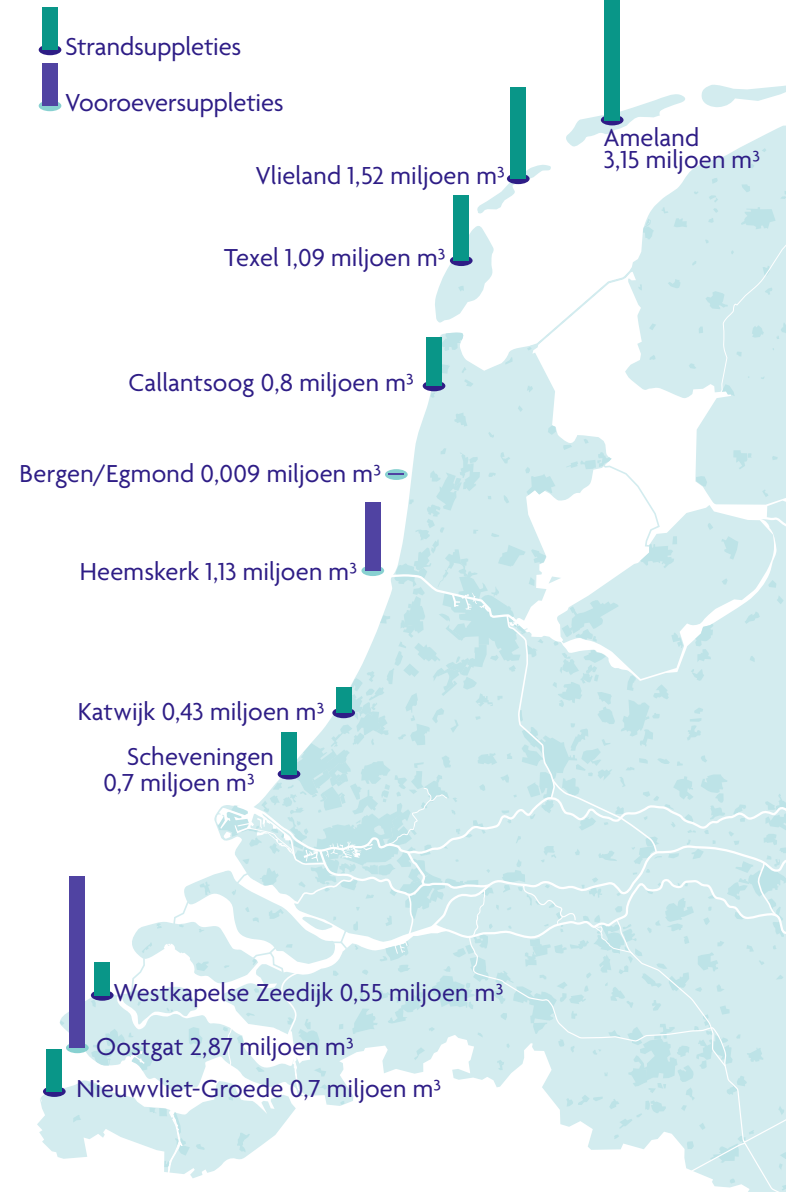 Strandsuppleties
Vooroeversuppleties
Ameland
3,15 miljoen m³
Vlieland 1,52 miljoen m³
Texel 1,09 miljoen m³
Callantsoog 0,8 miljoen m³
Bergen/Egmond 0,009 miljoen m³
Heemskerk 1,13 miljoen m³
Katwijk 0,43 miljoen m³
Scheveningen
0,7 miljoen m³
Westkapelse Zeedijk 0,55 miljoen m³
Oostgat 2,87 miljoen m³
Nieuwvliet-Groede 0,7 miljoen m³